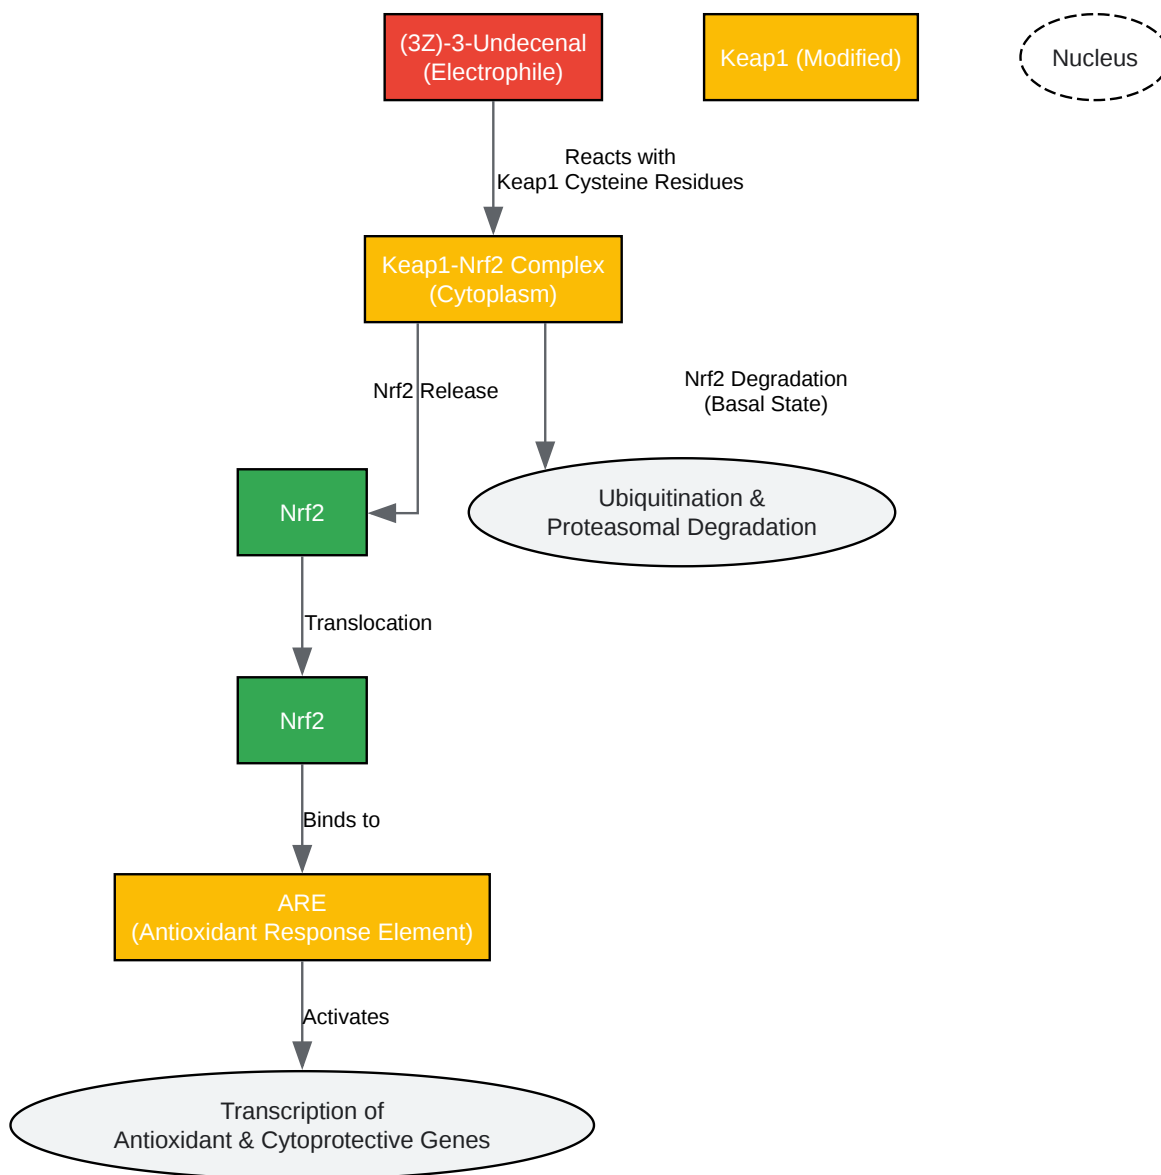 (3Z)-3-Undecenal
(Electrophile)
Keap1 (Modified)
Nucleus
Reacts with
Keap1 Cysteine Residues
Keap1-Nrf2 Complex
(Cytoplasm)
Nrf2 Release
Nrf2 Degradation
(Basal State)
Nrf2
Ubiquitination &
Proteasomal Degradation
Translocation
Nrf2
Binds to
ARE
(Antioxidant Response Element)
Activates
Transcription of
Antioxidant & Cytoprotective Genes